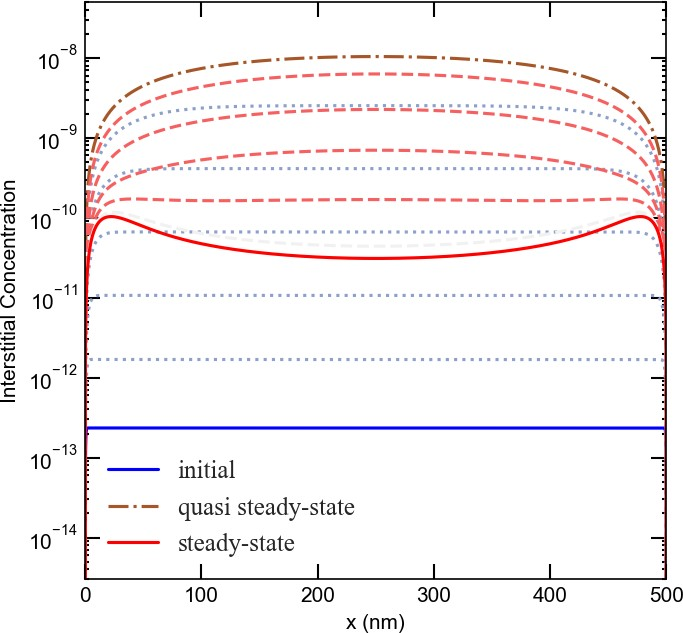 10⁻⁸
10⁻⁹
10⁻¹⁰
10⁻¹¹
10⁻¹²
10⁻¹³
10⁻¹⁴
Interstitial Concentration
initial
quasi steady-state
steady-state
0 100 200 300 400 500
x (nm)